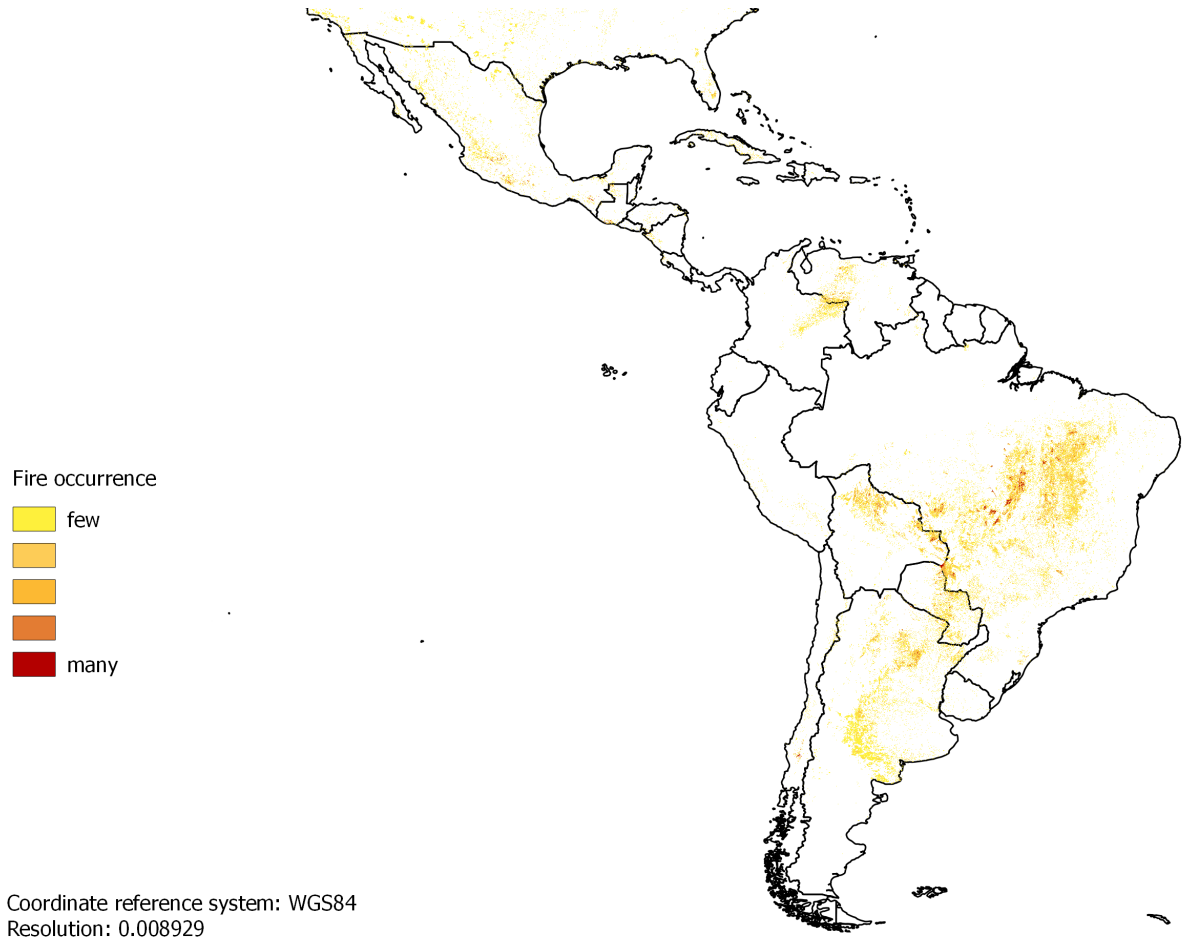 Fire occurrence
few
many
Coordinate reference system: WGS84
Resolution: 0.008929